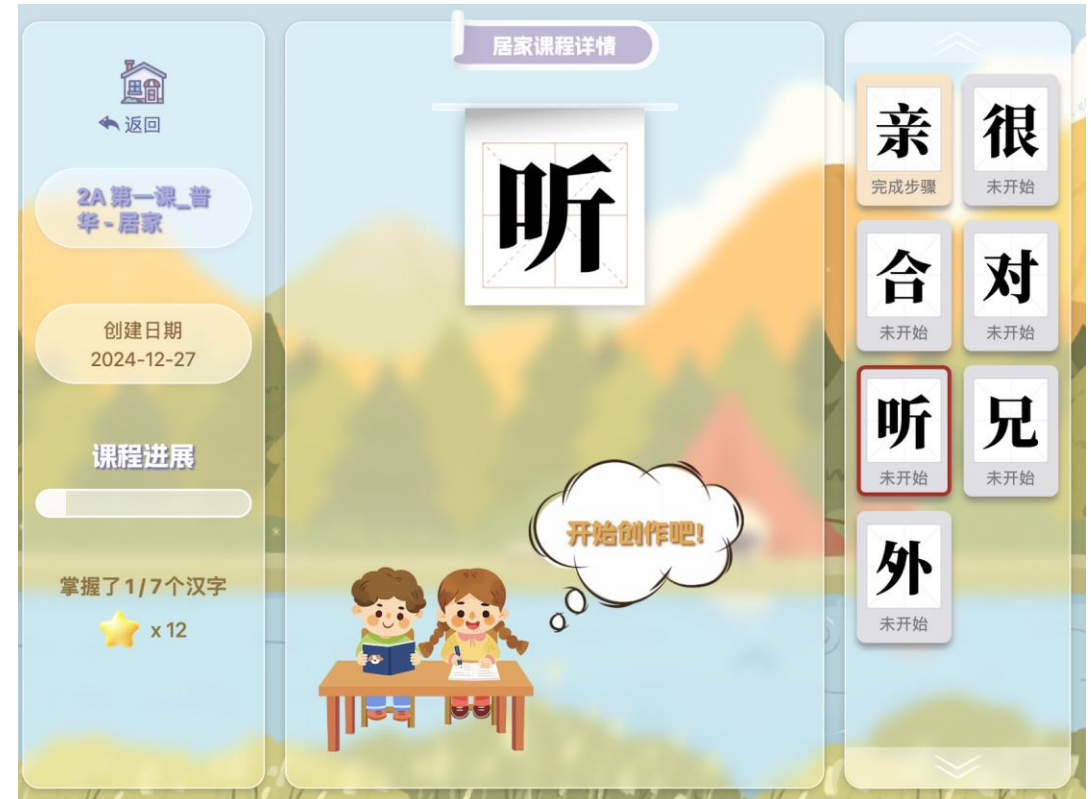 返回
2A 第一课_普
华 - 居家
创建日期
2024-12-27
课程进展
掌握了1/7个汉字
x 12
居家课程详情
听
开始创作吧!
亲
完成步骤
很
未开始
合
未开始
对
未开始
听
未开始
兄
未开始
外
未开始